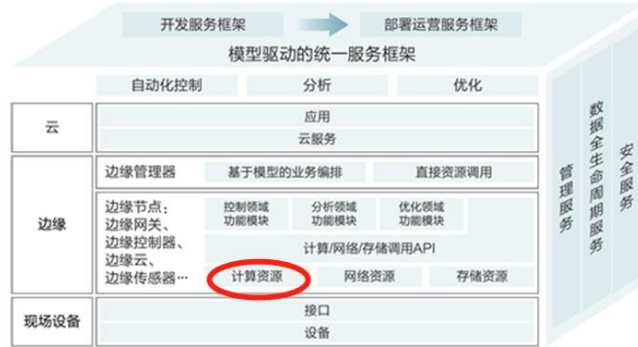 开发服务框架
部署运营服务框架
模型驱动的统一服务框架
自动化控制
分析
优化
云
应用
云服务
边缘
边缘管理器
基于模型的业务编排
直接资源调用
边缘节点：
边缘网关、
边缘控制器、
边缘云、
边缘传感器…
控制领域
功能模块
分析领域
功能模块
优化领域
功能模块
计算/网络/存储调用API
计算资源
网络资源
存储资源
现场设备
接口
设备
管理服务
数据全生命周期服务
安全服务